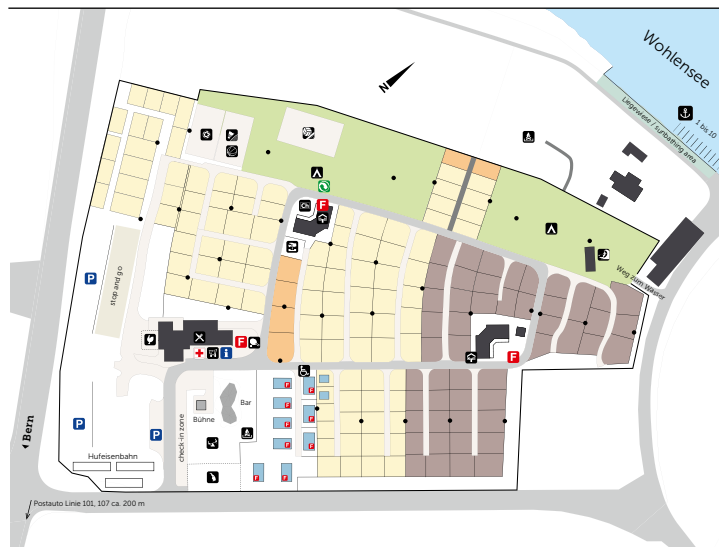 Wohlensee
Liegewiese / sunbathing area
1 bis 10
N
Weg zum Wasser
CH
F
P
stop and go
F
i
F
P
P
Bar
Bühne
check-in zone
F
F
F
F
F
F
F
F
F
Bern
Hufeisenbahn
Postauto Linie 101, 107 ca. 200 m